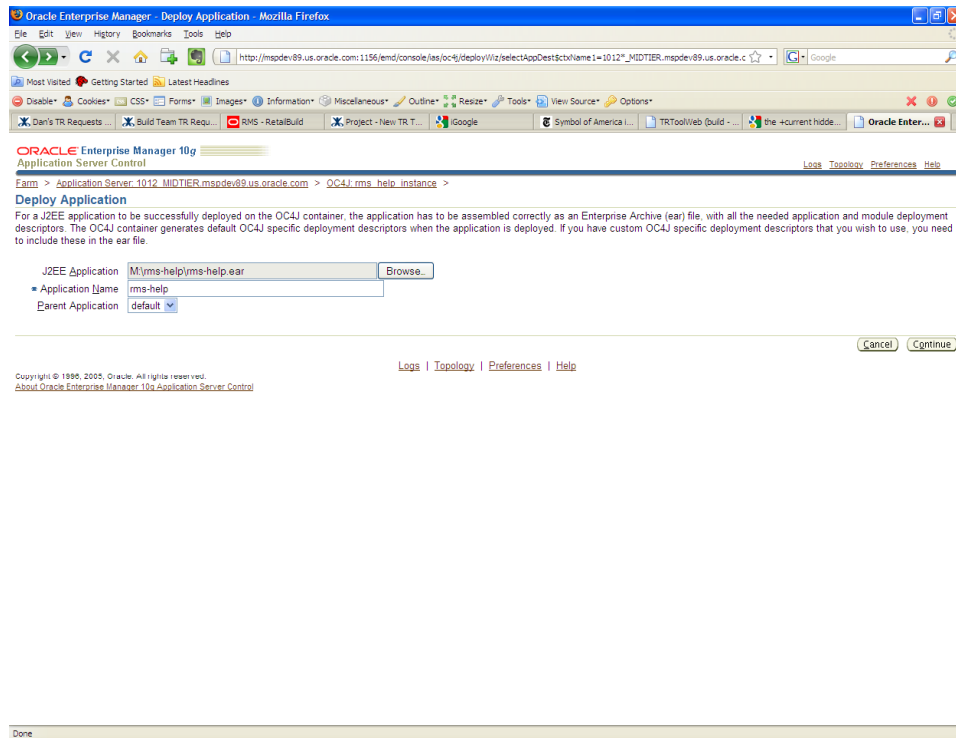 Oracle Enterprise Manager - Deploy Application - Mozilla Firefox
File Edit View History Bookmarks Tools Help
http://mspdev89.us.oracle.com:1156/emd/console/ias/oc4j/deployWiz/selectAppDest$ctxName1=1012*_MIDTIER.mspdev89.us.oracle.c
Google
Most Visited Getting Started Latest Headlines
Disable Cookies CSS Forms Images Information Miscellaneous Outline Resize Tools View Source Options
Dan's TR Requests ... Build Team TR Requ... RMS - RetailBuild Project - New TR T... iGoogle Symbol of America i... TRToolWeb (build - ... the +current hidde... Oracle Enter...
ORACLE Enterprise Manager 10g
Application Server Control
Logs Topology Preferences Help
Farm > Application Server: 1012_MIDTIER.mspdev89.us.oracle.com > OC4J: rms_help_instance >
Deploy Application
For a J2EE application to be successfully deployed on the OC4J container, the application has to be assembled correctly as an Enterprise Archive (ear) file, with all the needed application and module deployment
descriptors. The OC4J container generates default OC4J specific deployment descriptors when the application is deployed. If you have custom OC4J specific deployment descriptors that you wish to use, you need
to include these in the ear file.
J2EE Application M:\rms-help\rms-help.ear Browse...
* Application Name rms-help
Parent Application default
Cancel Continue
Logs | Topology | Preferences | Help
Copyright © 1996, 2005, Oracle. All rights reserved.
About Oracle Enterprise Manager 10g Application Server Control
Done